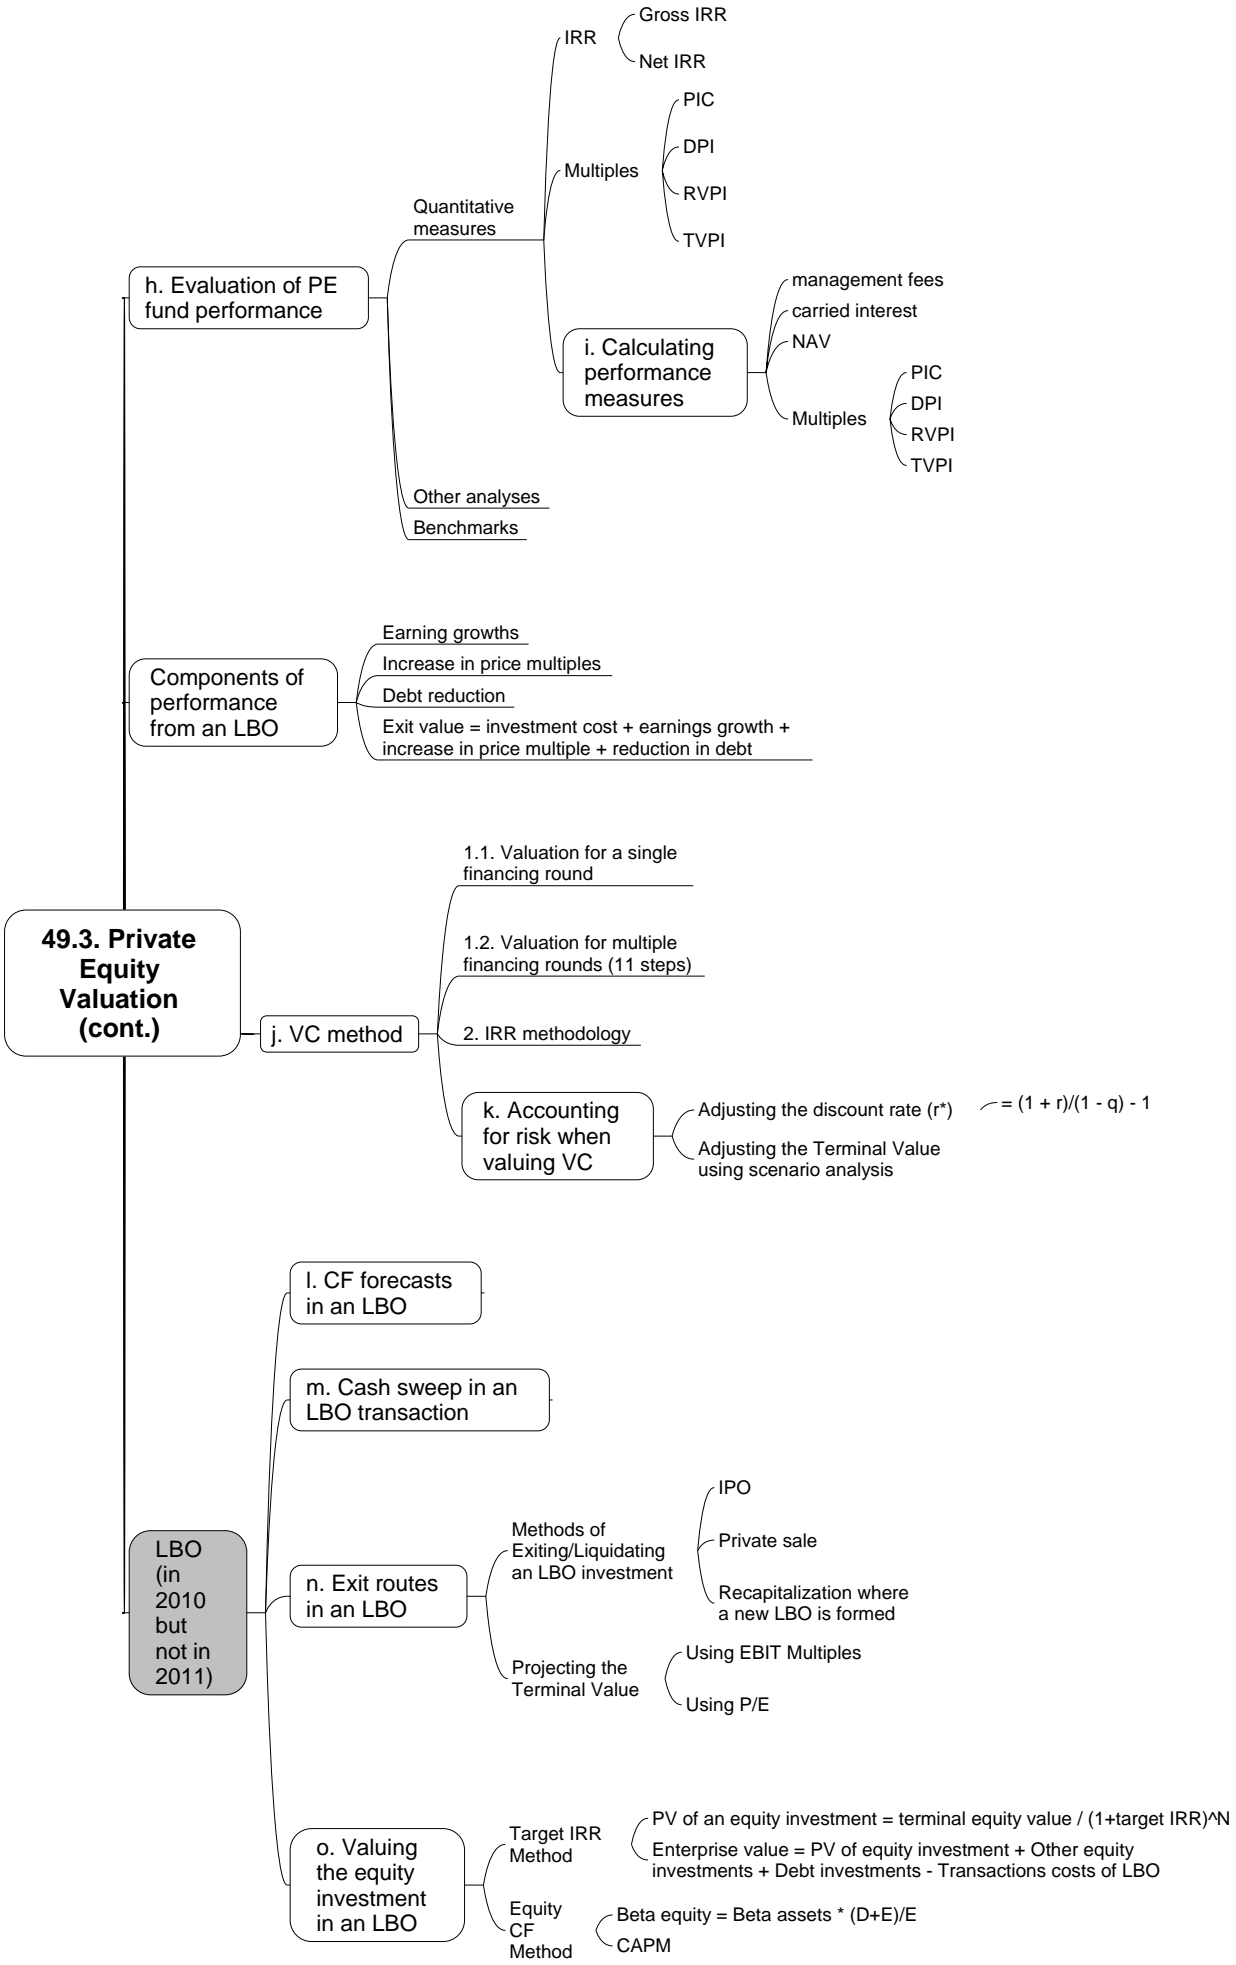 49.3. Private
Equity
Valuation
(cont.)
h. Evaluation of PE
fund performance
Quantitative
measures
IRR
Gross IRR
Net IRR
Multiples
PIC
DPI
RVPI
TVPI
i. Calculating
performance
measures
management fees
carried interest
NAV
Multiples
PIC
DPI
RVPI
TVPI
Other analyses
Benchmarks
Components of
performance
from an LBO
Earning growths
Increase in price multiples
Debt reduction
Exit value = investment cost + earnings growth +
increase in price multiple + reduction in debt
j. VC method
1.1. Valuation for a single
financing round
1.2. Valuation for multiple
financing rounds (11 steps)
2. IRR methodology
k. Accounting
for risk when
valuing VC
Adjusting the discount rate (r*)
= (1 + r)/(1 - q) - 1
Adjusting the Terminal Value
using scenario analysis
LBO
(in
2010
but
not in
2011)
l. CF forecasts
in an LBO
m. Cash sweep in an
LBO transaction
n. Exit routes
in an LBO
Methods of
Exiting/Liquidating
an LBO investment
IPO
Private sale
Recapitalization where
a new LBO is formed
Projecting the
Terminal Value
Using EBIT Multiples
Using P/E
o. Valuing
the equity
investment
in an LBO
Target IRR
Method
PV of an equity investment = terminal equity value / (1+target IRR)^N
Enterprise value = PV of equity investment + Other equity
investments + Debt investments - Transactions costs of LBO
Equity
CF
Method
Beta equity = Beta assets * (D+E)/E
CAPM